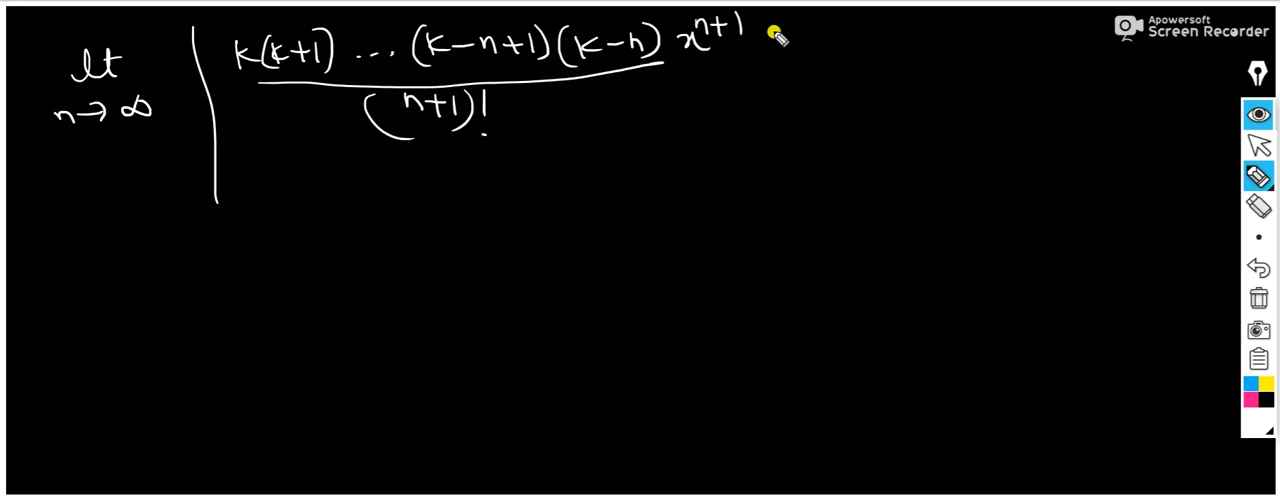 k(k+1) ... (k-n+1)(k-n) x^{n+1}
lt
n→∞
(n+1)!
Apowersoft
Screen Recorder